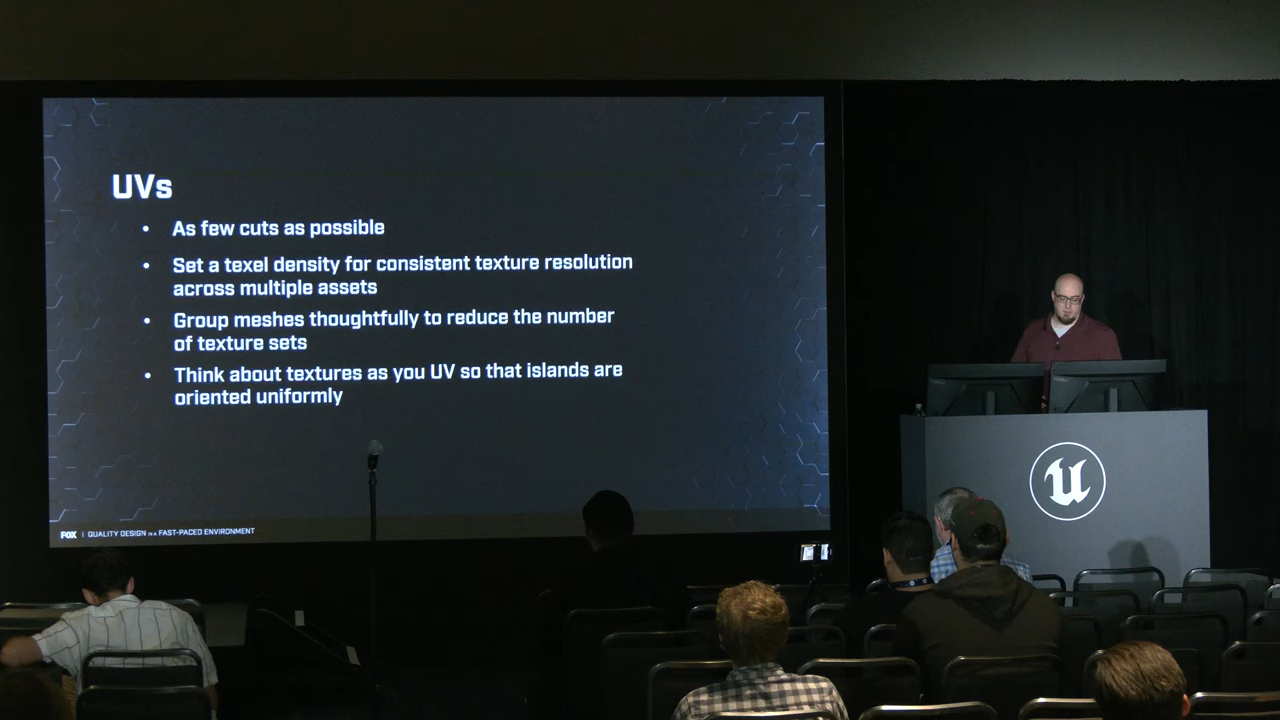 UVs
• As few cuts as possible
• Set a texel density for consistent texture resolution
across multiple assets
• Group meshes thoughtfully to reduce the number
of texture sets
• Think about textures as you UV so that islands are
oriented uniformly
FOX | QUALITY DESIGN IN A FAST-PACED ENVIRONMENT